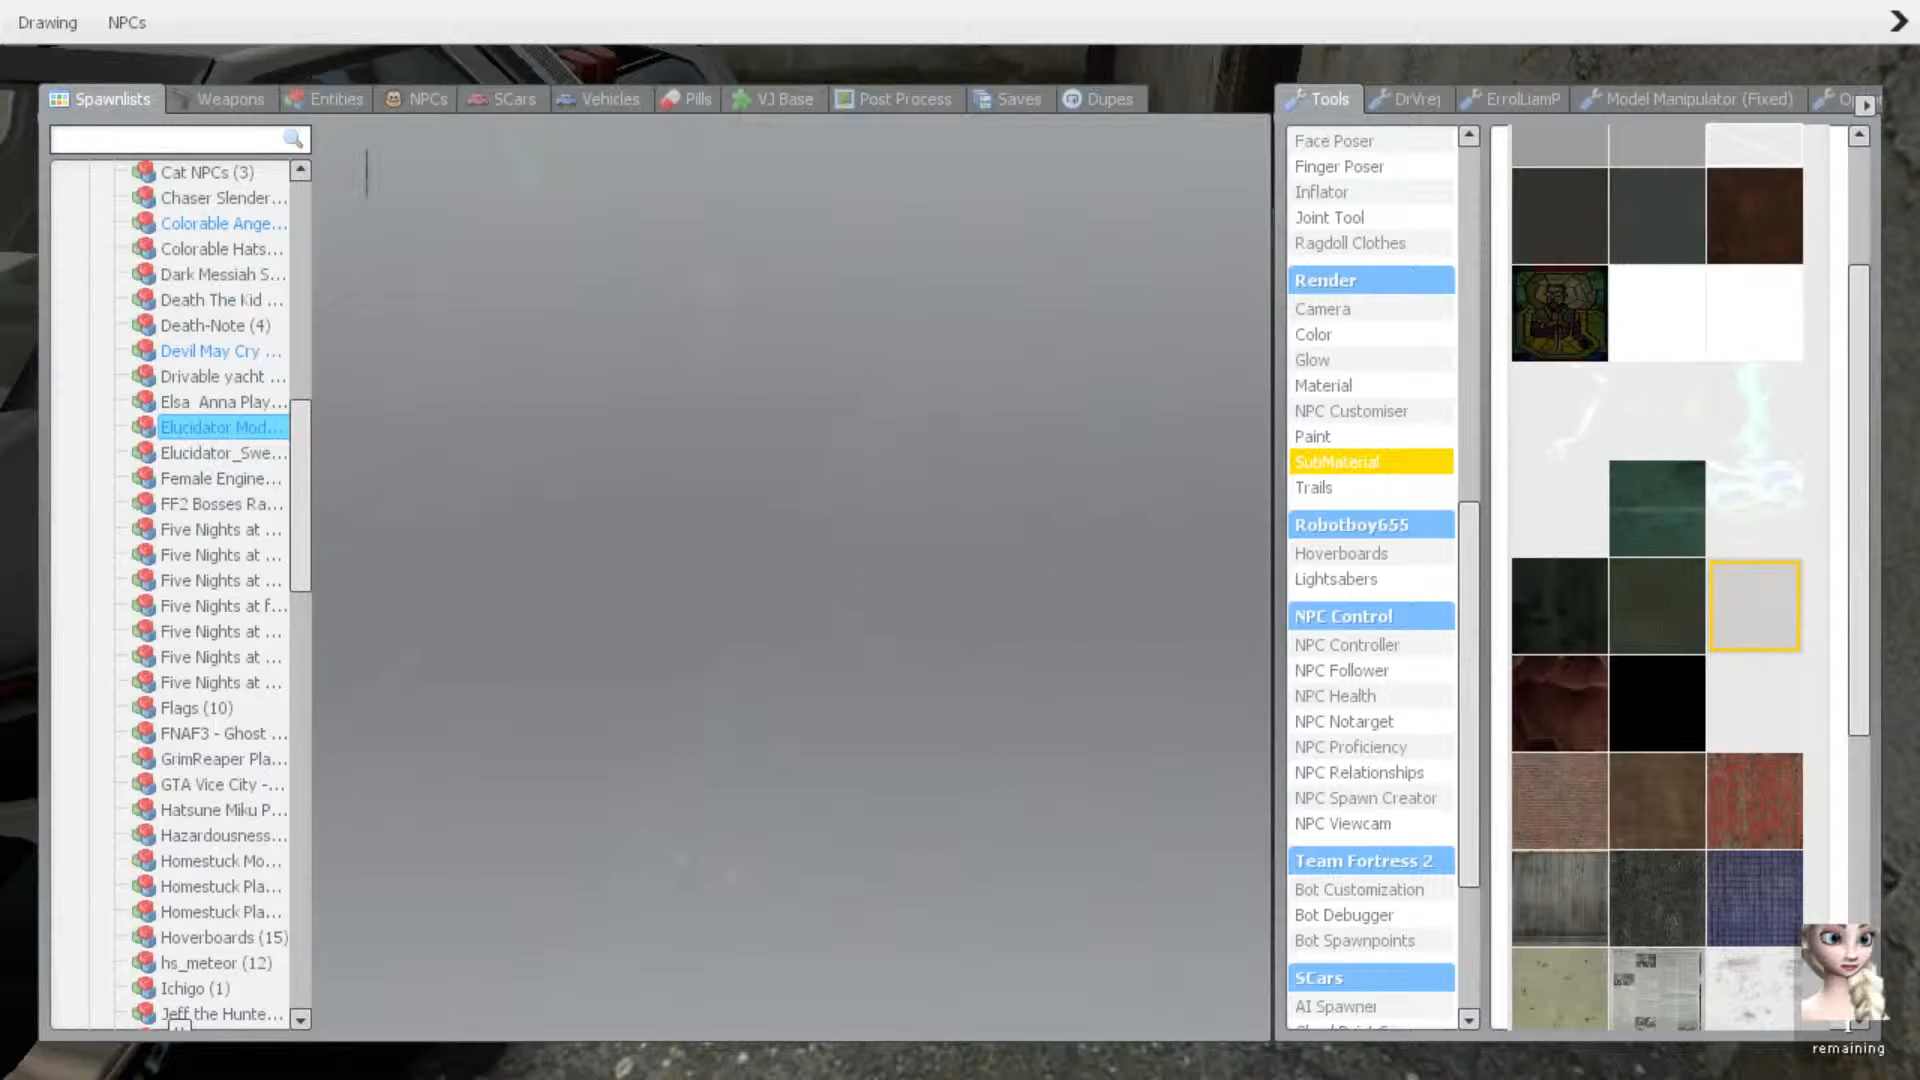 Drawing NPCs
Spawnlists Weapons Entities NPCs SCars Vehicles Pills VJ Base Post Process Saves Dupes
Cat NPCs (3)
Chaser Slender...
Colorable Ange...
Colorable Hats...
Dark Messiah S...
Death The Kid ...
Death-Note (4)
Devil May Cry ...
Drivable yacht ...
Elsa Anna Play...
Elucidator Mod...
Elucidator_Swe...
Female Engine...
FF2 Bosses Ra...
Five Nights at ...
Five Nights at ...
Five Nights at ...
Five Nights at f...
Five Nights at ...
Five Nights at ...
Five Nights at ...
Flags (10)
FNAF3 - Ghost ...
GrimReaper Pla...
GTA Vice City -...
Hatsune Miku P...
Hazardousness...
Homestuck Mo...
Homestuck Pla...
Homestuck Pla...
Hoverboards (15)
hs_meteor (12)
Ichigo (1)
Jeff the Hunte...
Tools DrVrej ErrolLiamP Model Manipulator (Fixed)
Face Poser
Finger Poser
Inflator
Joint Tool
Ragdoll Clothes
Render
Camera
Color
Glow
Material
NPC Customiser
Paint
SubMaterial
Trails
Robotboy655
Hoverboards
Lightsabers
NPC Control
NPC Controller
NPC Follower
NPC Health
NPC Notarget
NPC Proficiency
NPC Relationships
NPC Spawn Creator
NPC Viewcam
Team Fortress 2
Bot Customization
Bot Debugger
Bot Spawnpoints
SCars
AI Spawner
1
remaining